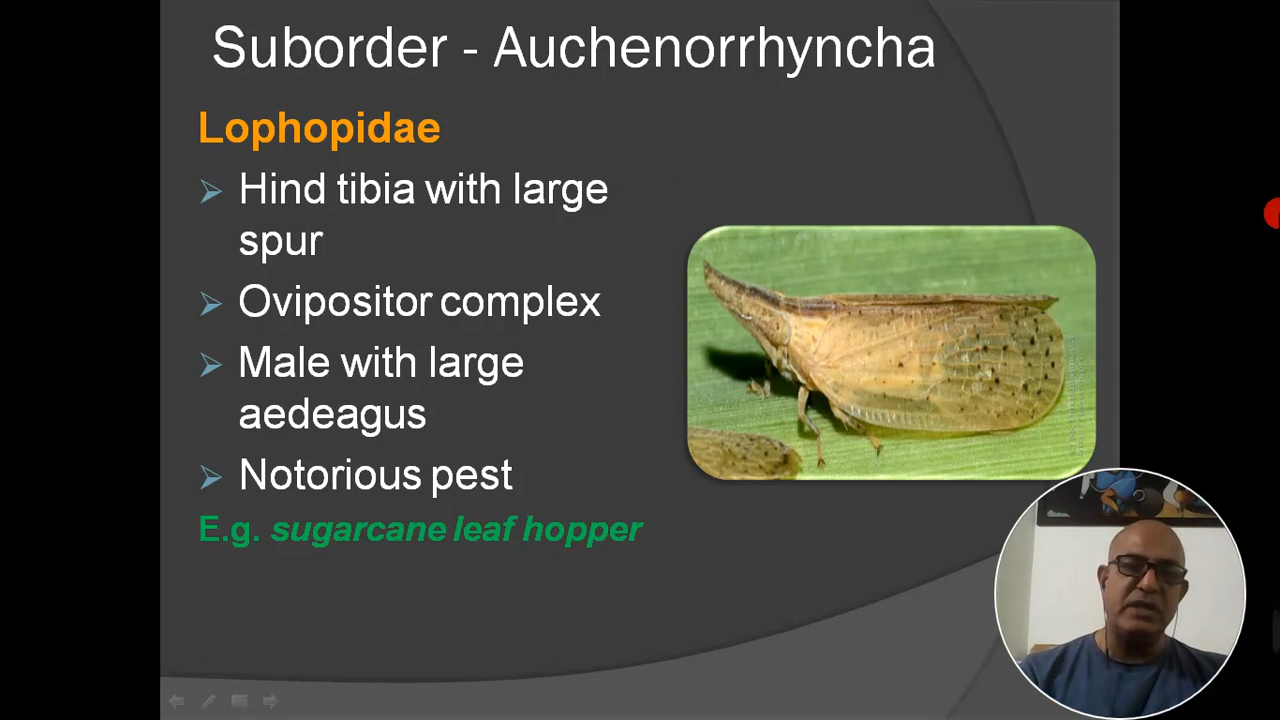 Suborder - Auchenorrhyncha
Lophopidae
Hind tibia with large
spur
Ovipositor complex
Male with large
aedeagus
Notorious pest
E.g. sugarcane leaf hopper